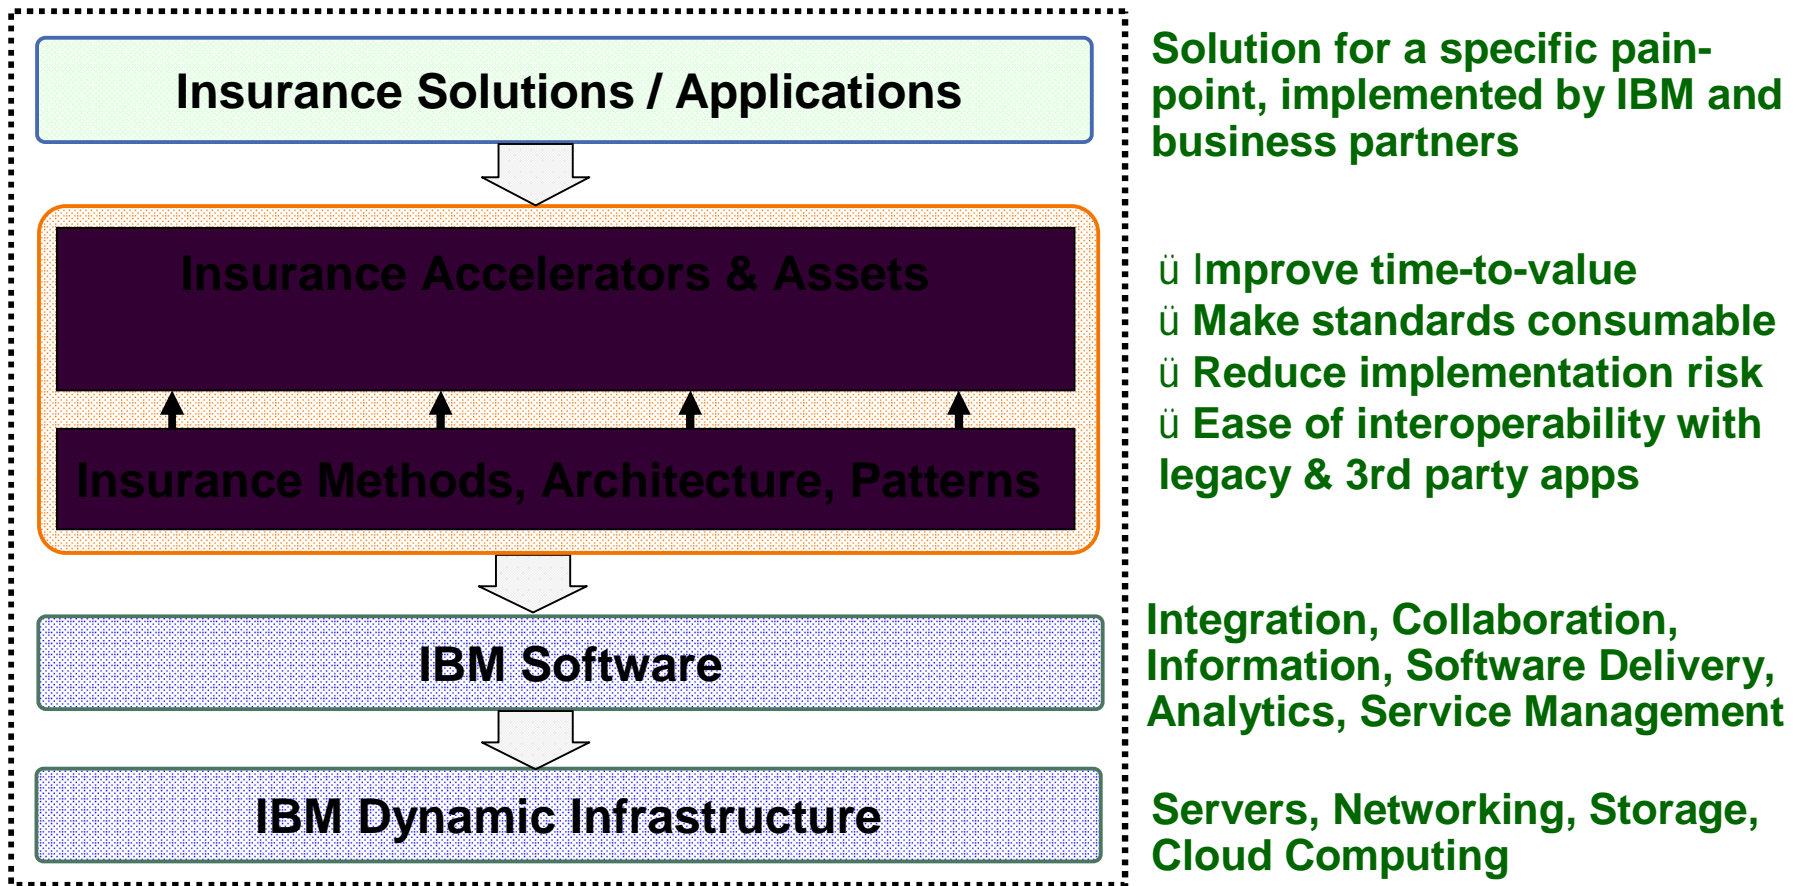 Insurance Solutions / Applications
Solution for a specific pain-
point, implemented by IBM and
business partners
Insurance Accelerators & Assets
Insurance Methods, Architecture, Patterns
ü Improve time-to-value
ü Make standards consumable
ü Reduce implementation risk
ü Ease of interoperability with
legacy & 3rd party apps
IBM Software
Integration, Collaboration,
Information, Software Delivery,
Analytics, Service Management
IBM Dynamic Infrastructure
Servers, Networking, Storage,
Cloud Computing